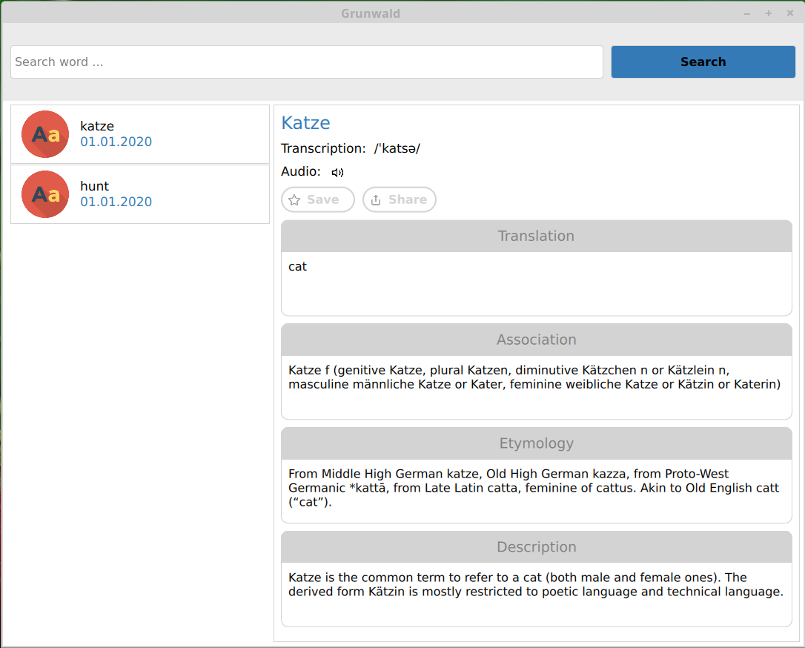 Grunwald
Search word ...
Search
Aa
katze
01.01.2020
Aa
hunt
01.01.2020
Katze
Transcription: /ˈkatsə/
Audio:
Save
Share
Translation
cat
Association
Katze f (genitive Katze, plural Katzen, diminutive Kätzchen n or Kätzlein n,
masculine männliche Katze or Kater, feminine weibliche Katze or Kätzin or Katerin)
Etymology
From Middle High German katze, Old High German kazza, from Proto-West
Germanic *kattā, from Late Latin catta, feminine of cattus. Akin to Old English catt
(“cat”).
Description
Katze is the common term to refer to a cat (both male and female ones). The
derived form Kätzin is mostly restricted to poetic language and technical language.